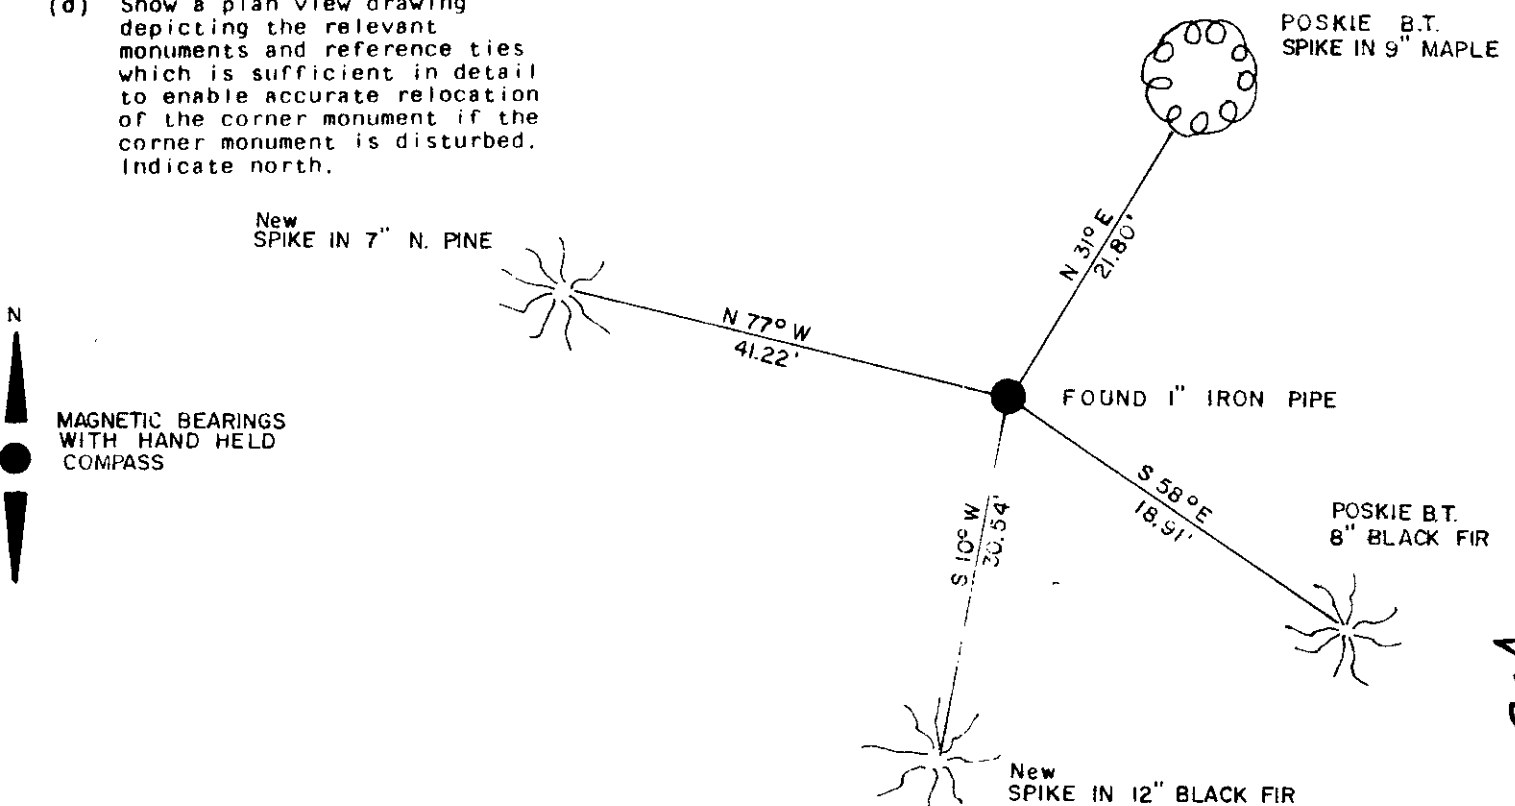 (d) Show a plan view drawing
depicting the relevant
monuments and reference ties
which is sufficient in detail
to enable accurate relocation
of the corner monument if the
corner monument is disturbed.
Indicate north.
POSKIE B.T.
SPIKE IN 9" MAPLE
New
SPIKE IN 7" N. PINE
N 31° E
21.80'
N 77° W
41.22'
N
MAGNETIC BEARINGS
WITH HAND HELD
COMPASS
FOUND 1" IRON PIPE
S 58° E
18.91'
S 10° W
30.54'
POSKIE B.T.
8" BLACK FIR
New
SPIKE IN 12" BLACK FIR